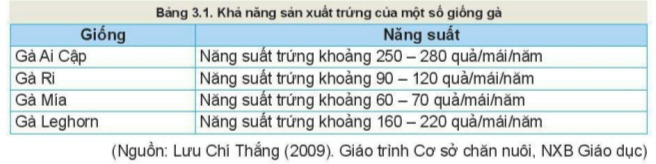 Bảng 3.1. Khả năng sản xuất trứng của một số giống gà
Giống Năng suất
Gà Ai Cập Năng suất trứng khoảng 250 – 280 quả/mái/năm
Gà Ri Năng suất trứng khoảng 90 – 120 quả/mái/năm
Gà Mía Năng suất trứng khoảng 60 – 70 quả/mái/năm
Gà Leghorn Năng suất trứng khoảng 160 – 220 quả/mái/năm
(Nguồn: Lưu Chí Thắng (2009). Giáo trình Cơ sở chăn nuôi, NXB Giáo dục)